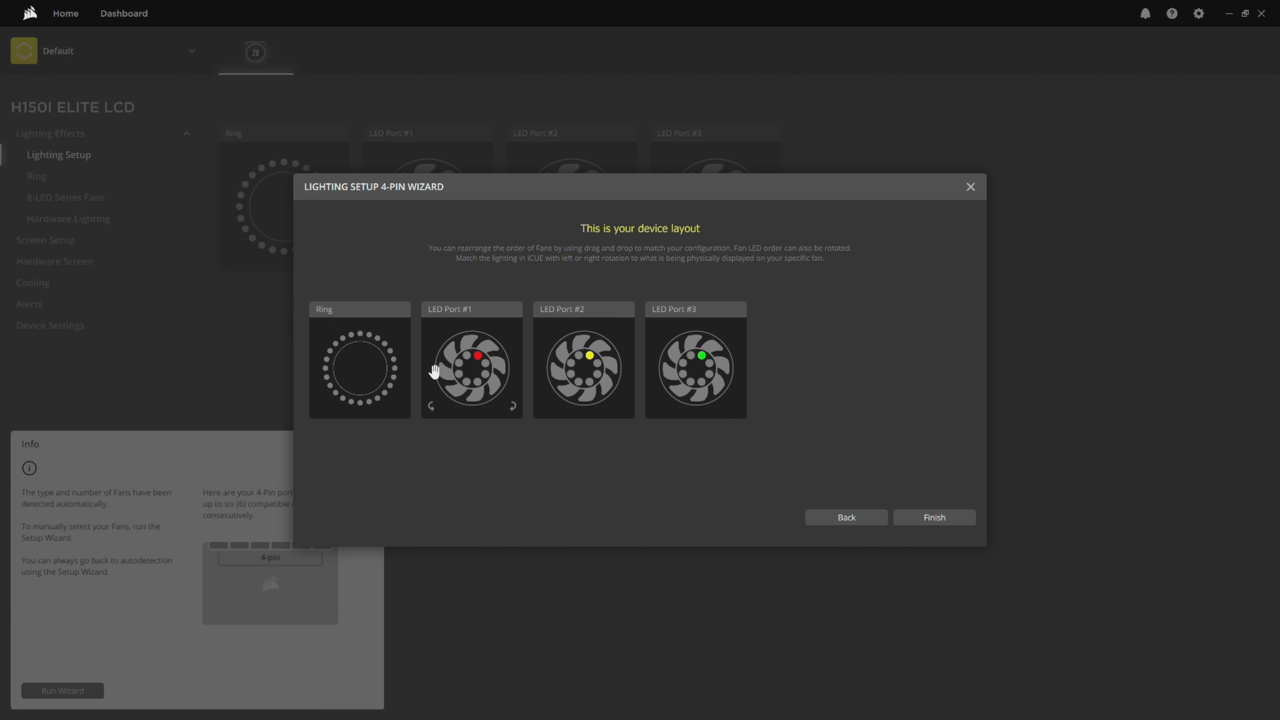 Home
Dashboard
Default
28
H150I ELITE LCD
Lighting Effects
Lighting Setup
Ring
6 LED Series Fans
Hardware Lighting
Screen Setup
Hardware Screen
Cooling
Alerts
Device Settings
Ring
LED Port #1
LED Port #2
LED Port #3
LIGHTING SETUP 4-PIN WIZARD
This is your device layout
You can rearrange the order of Fans by using drag and drop to match your configuration. Fan LED order can also be rotated.
Match the lighting in iCUE with left or right rotation to what is being physically displayed on your specific fan.
Ring
LED Port #1
LED Port #2
LED Port #3
Back
Finish
Info
The type and number of Fans have been
detected automatically.
To manually select your Fans, run the
Setup Wizard.
You can always go back to autodetection
using the Setup Wizard.
Here are your 4-Pin port
up to six (6) compatible
consecutively.
4-pin
Run Wizard